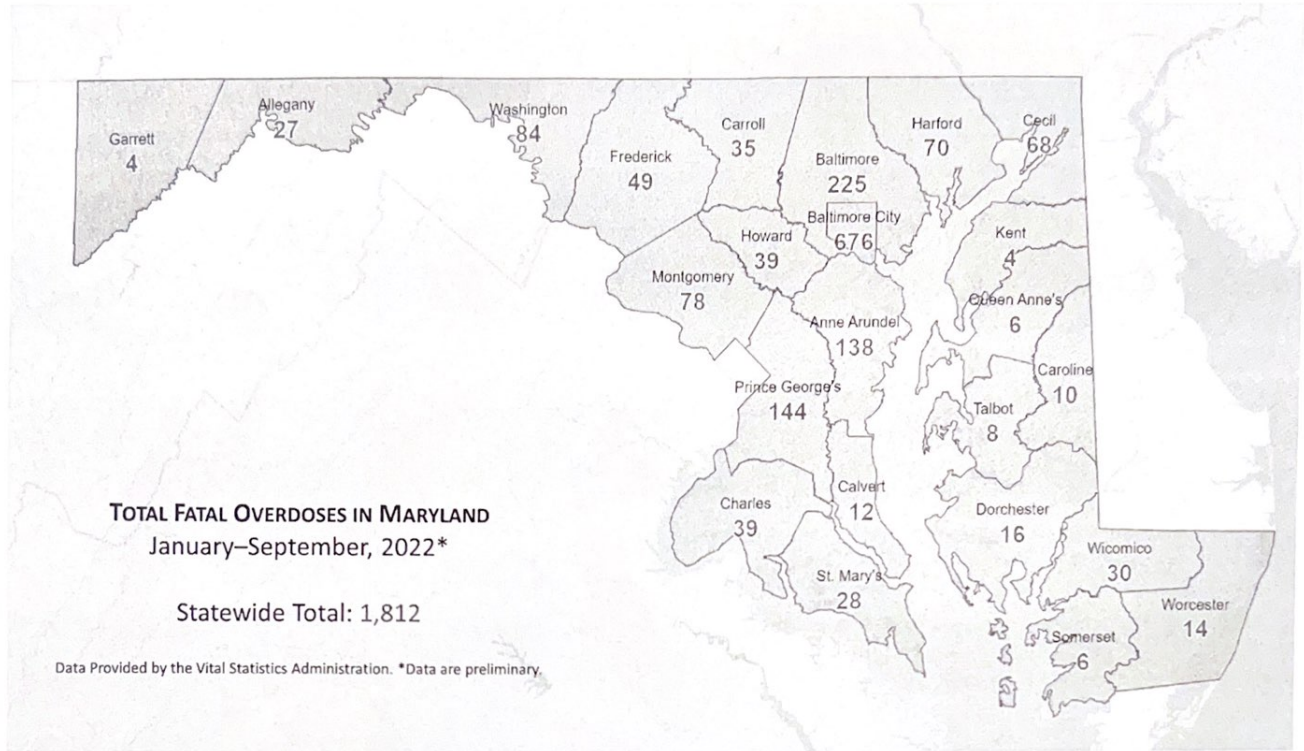 Garrett
4
Allegany
27
Washington
84
Frederick
49
Carroll
35
Baltimore
225
Baltimore City
676
Harford
70
Cecil
68
Howard
39
Montgomery
78
Kent
4
Queen Anne's
6
Anne Arundel
138
Prince George's
144
Caroline
10
Talbot
8
Calvert
12
Charles
39
St. Mary's
28
Dorchester
16
Wicomico
30
Worcester
14
Somerset
6
TOTAL FATAL OVERDOSES IN MARYLAND
January–September, 2022*
Statewide Total: 1,812
Data Provided by the Vital Statistics Administration. *Data are preliminary.